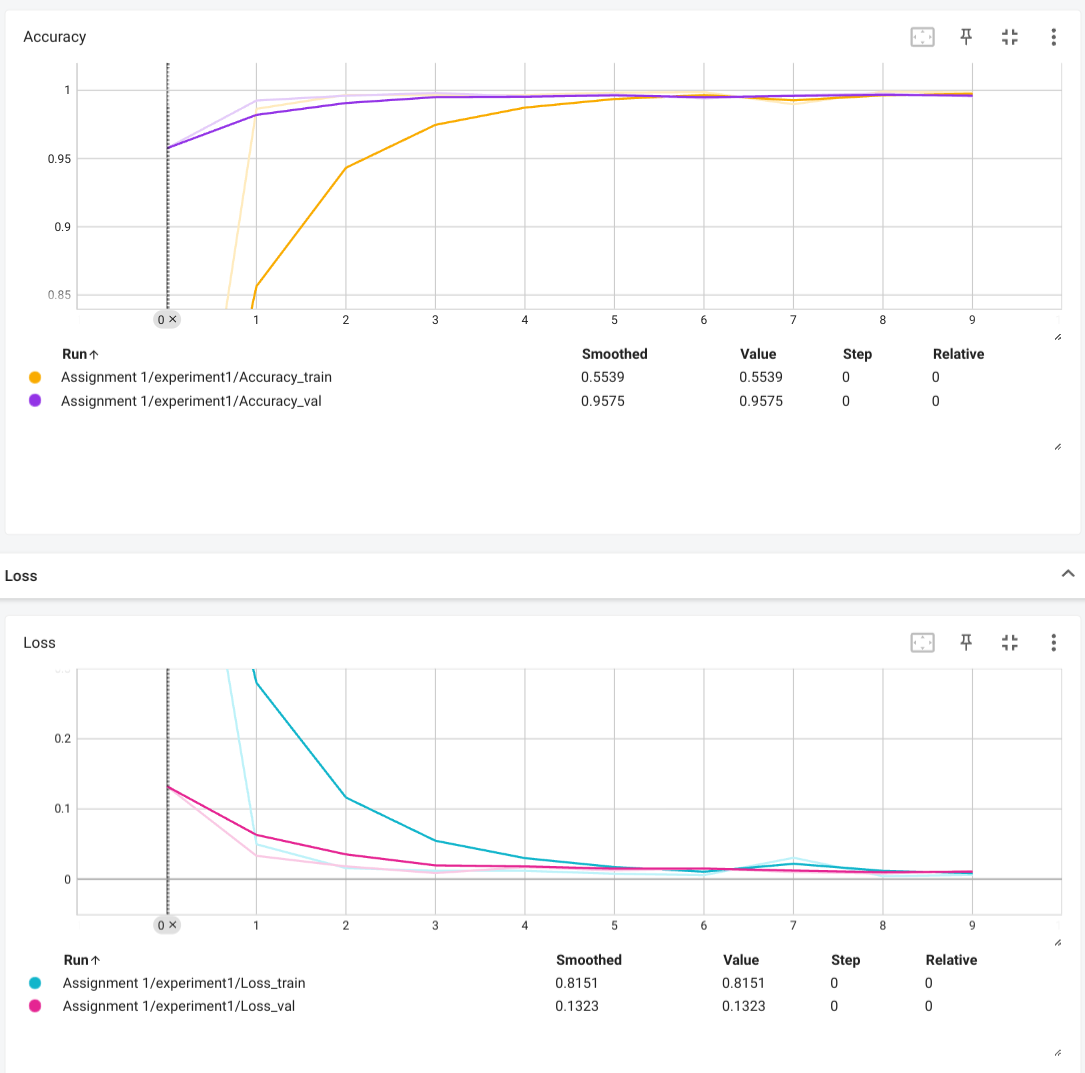 Accuracy
1
0.95
0.9
0.85
0 × 1 2 3 4 5 6 7 8 9
Run↑ Smoothed Value Step Relative
Assignment 1/experiment1/Accuracy_train 0.5539 0.5539 0 0
Assignment 1/experiment1/Accuracy_val 0.9575 0.9575 0 0
Loss
Loss
0.2
0.1
0
0 × 1 2 3 4 5 6 7 8 9
Run↑ Smoothed Value Step Relative
Assignment 1/experiment1/Loss_train 0.8151 0.8151 0 0
Assignment 1/experiment1/Loss_val 0.1323 0.1323 0 0